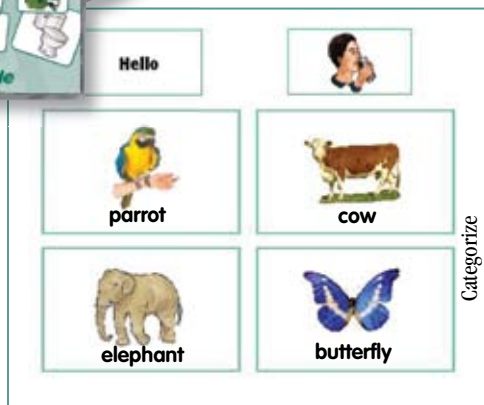 Hello
parrot
cow
elephant
butterfly
Categorize